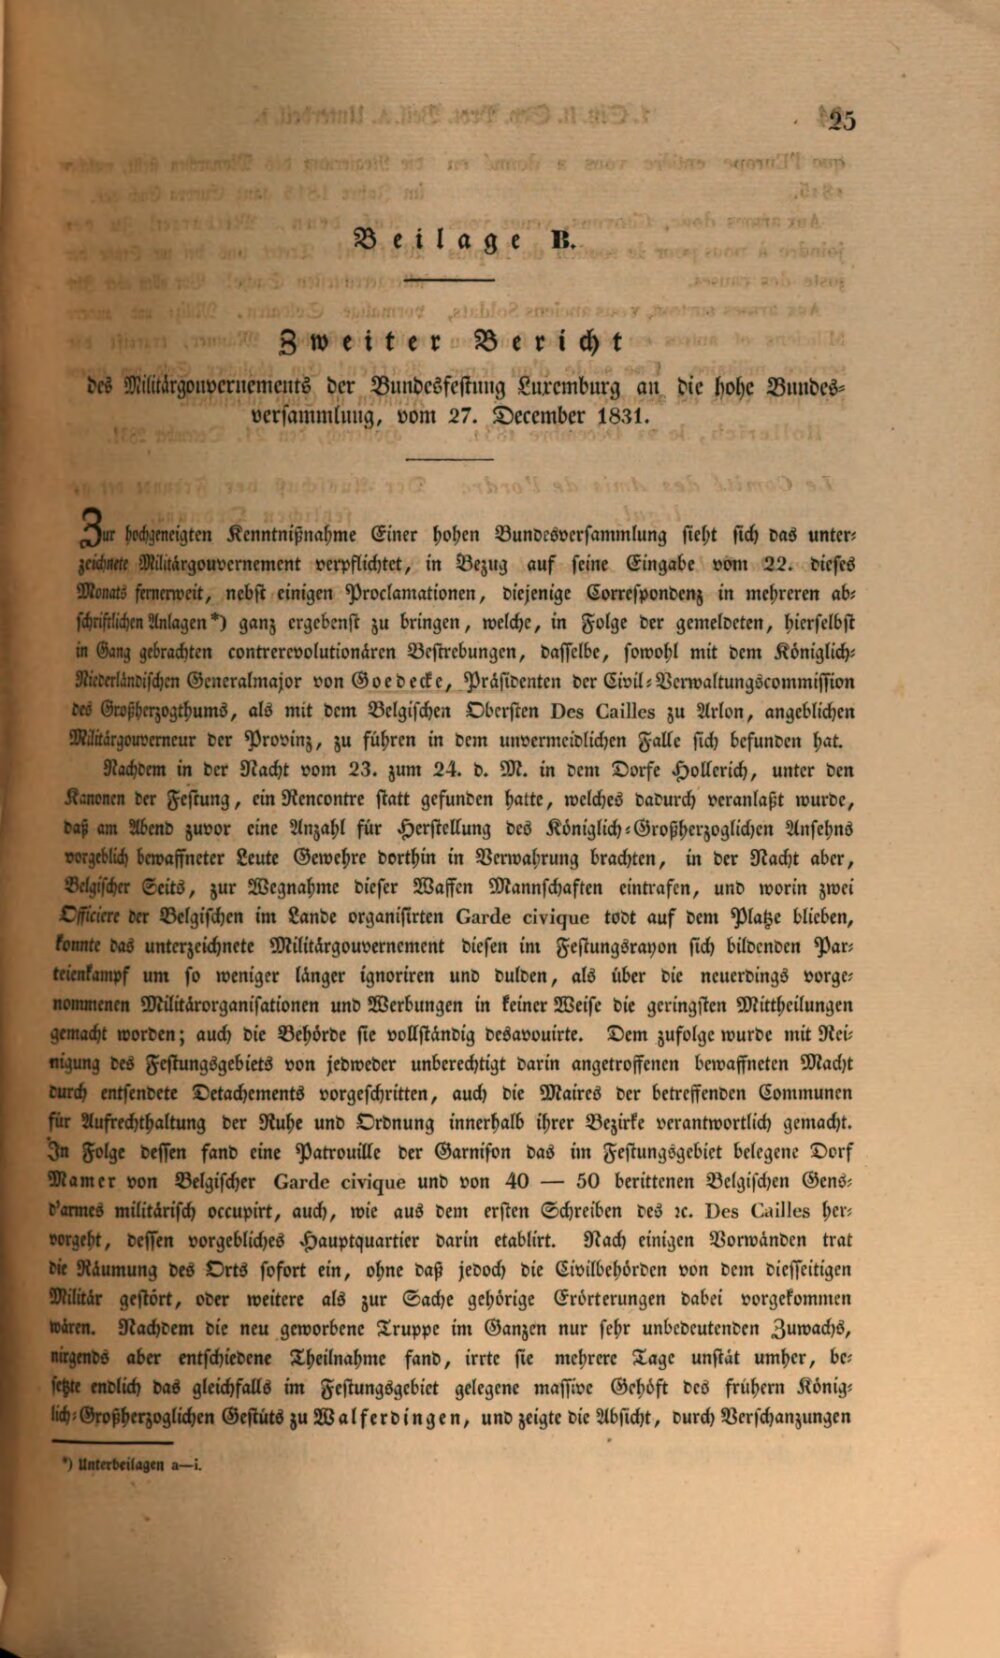 25
Beilage B.
Zweiter Bericht
des Militärgouvernements der Bundesfestung Luxemburg an die hohe Bundes-
versammlung, vom 27. December 1831.
Zur hochgeneigten Kenntnißnahme Einer hohen Bundesversammlung sieht sich das unter-
zeichnete Militärgouvernement verpflichtet, in Bezug auf seine Eingabe vom 22. dieses
Monats fernerweit, nebst einigen Proclamationen, diejenige Correspondenz in mehreren ab-
schriftlichen Anlagen*) ganz ergebenst zu bringen, welche, in Folge der gemeldeten, hierselbst
in Gang gebrachten contrerevolutionären Bestrebungen, dasselbe, sowohl mit dem Königlich-
Niederländischen Generalmajor von Goedecke, Präsidenten der Civil-Verwaltungscommission
des Großherzogthums, als mit dem Belgischen Obersten Des Cailles zu Arlon, angeblichen
Militärgouverneur der Provinz, zu führen in dem unvermeidlichen Falle sich befunden hat.
Nachdem in der Nacht vom 23. zum 24. d. M. in dem Dorfe Hollerich, unter den
Kanonen der Festung, ein Rencontre statt gefunden hatte, welches dadurch veranlaßt wurde,
daß am Abend zuvor eine Anzahl für Herstellung des Königlich-Großherzoglichen Ansehns
vorgeblich bewaffneter Leute Gewehre dorthin in Verwahrung brachten, in der Nacht aber,
Belgischer Seits, zur Wegnahme dieser Waffen Mannschaften eintrafen, und worin zwei
Officiere der Belgischen im Lande organisirten Garde civique todt auf dem Platze blieben,
konnte das unterzeichnete Militärgouvernement diesen im Festungsrayon sich bildenden Par-
teienkampf um so weniger länger ignoriren und dulden, als über die neuerdings vorge-
nommenen Militärorganisationen und Werbungen in keiner Weise die geringsten Mittheilungen
gemacht worden; auch die Behörde sie vollständig desavouirte. Dem zufolge wurde mit Rei-
nigung des Festungsgebiets von jedweder unberechtigt darin angetroffenen bewaffneten Macht
durch entsendete Detachements vorgeschritten, auch die Maires der betreffenden Communen
für Aufrechthaltung der Ruhe und Ordnung innerhalb ihrer Bezirke verantwortlich gemacht.
In Folge dessen fand eine Patrouille der Garnison das im Festungsgebiet belegene Dorf
Mamer von Belgischer Garde civique und von 40 — 50 berittenen Belgischen Gens-
d'armes militärisch occupirt, auch, wie aus dem ersten Schreiben des ꝛc. Des Cailles her-
vorgeht, dessen vorgebliches Hauptquartier darin etablirt. Nach einigen Vorwänden trat
die Räumung des Orts sofort ein, ohne daß jedoch die Civilbehörden von dem diesseitigen
Militär gestört, oder weitere als zur Sache gehörige Erörterungen dabei vorgekommen
wären. Nachdem die neu geworbene Truppe im Ganzen nur sehr unbedeutenden Zuwachs,
nirgends aber entschiedene Theilnahme fand, irrte sie mehrere Tage unstät umher, be-
setzte endlich das gleichfalls im Festungsgebiet gelegene massive Gehöft des frühern König-
lich-Großherzoglichen Gestüts zu Walferdingen, und zeigte die Absicht, durch Verschanzungen
*) Unterbeilagen a—i.